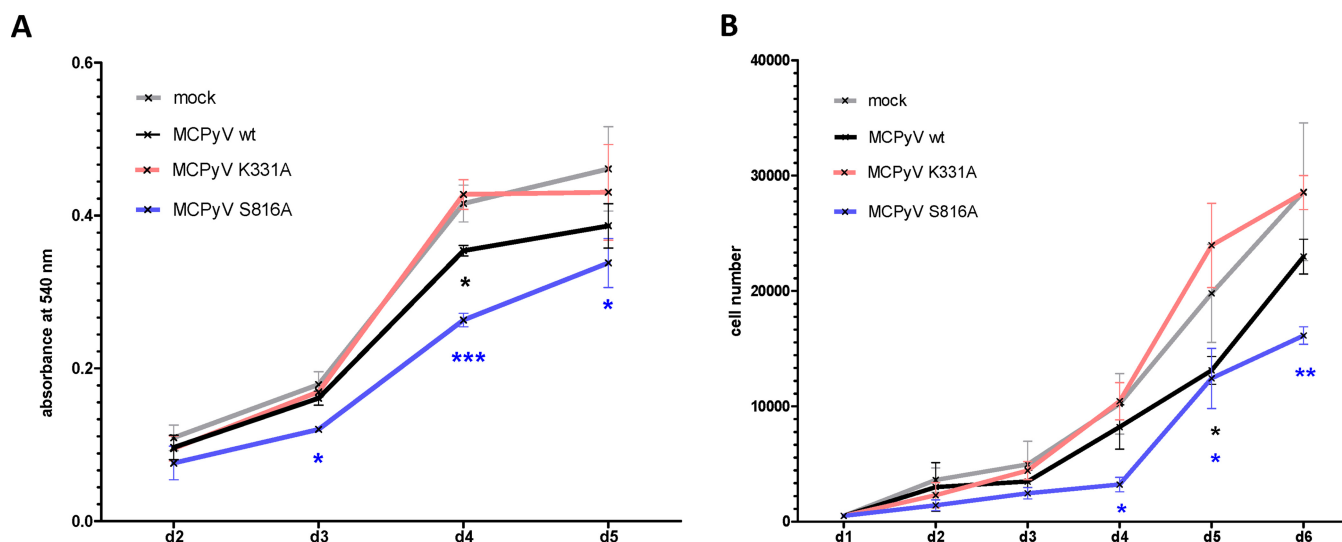 A
0.6
0.4
0.2
0.0
absorbance at 540 nm
mock
MCPyV wt
MCPyV K331A
MCPyV S816A
*
***
*
*
d2 d3 d4 d5
B
40000
30000
20000
10000
0
cell number
mock
MCPyV wt
MCPyV K331A
MCPyV S816A
**
*
*
*
d1 d2 d3 d4 d5 d6